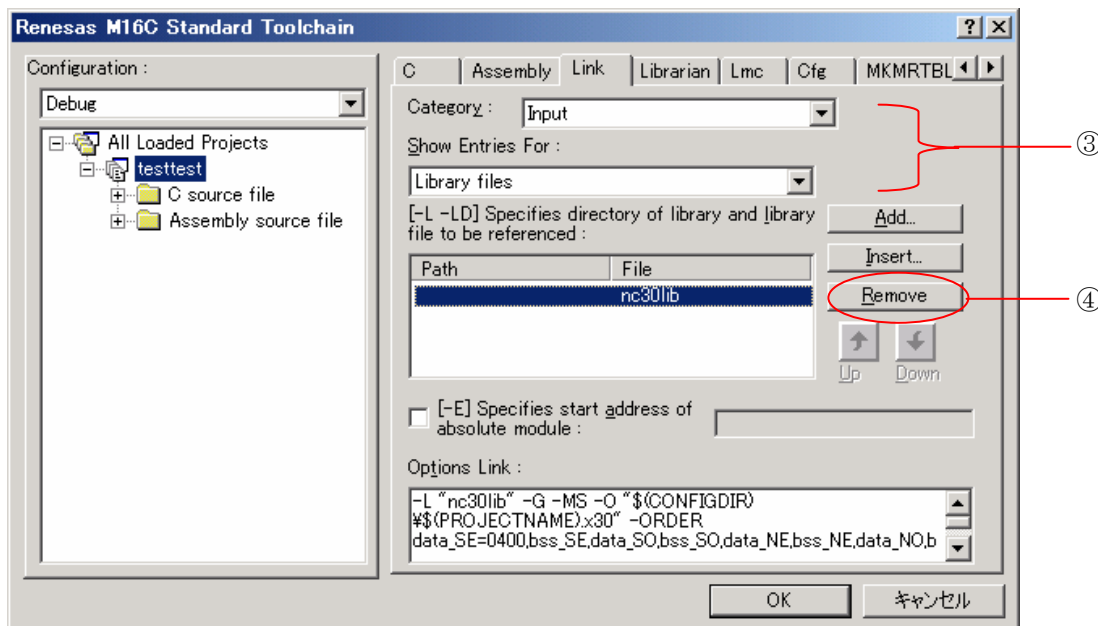 Renesas M16C Standard Toolchain
Configuration :
Debug
All Loaded Projects
testtest
C source file
Assembly source file
C Assembly Link Librarian Lmc Cfg MKMRTBL
Category :
Input
③
Show Entries For :
Library files
[-L -LD] Specifies directory of library and library
file to be referenced :
Add...
Insert...
Path File
nc30lib
Remove
④
Up Down
[-E] Specifies start address of
absolute module :
Options Link :
-L "nc30lib" -G -MS -O "$(CONFIGDIR)
¥$(PROJECTNAME).x30" -ORDER
data_SE=0400,bss_SE,data_SO,bss_SO,data_NE,bss_NE,data_NO,b
OK キャンセル